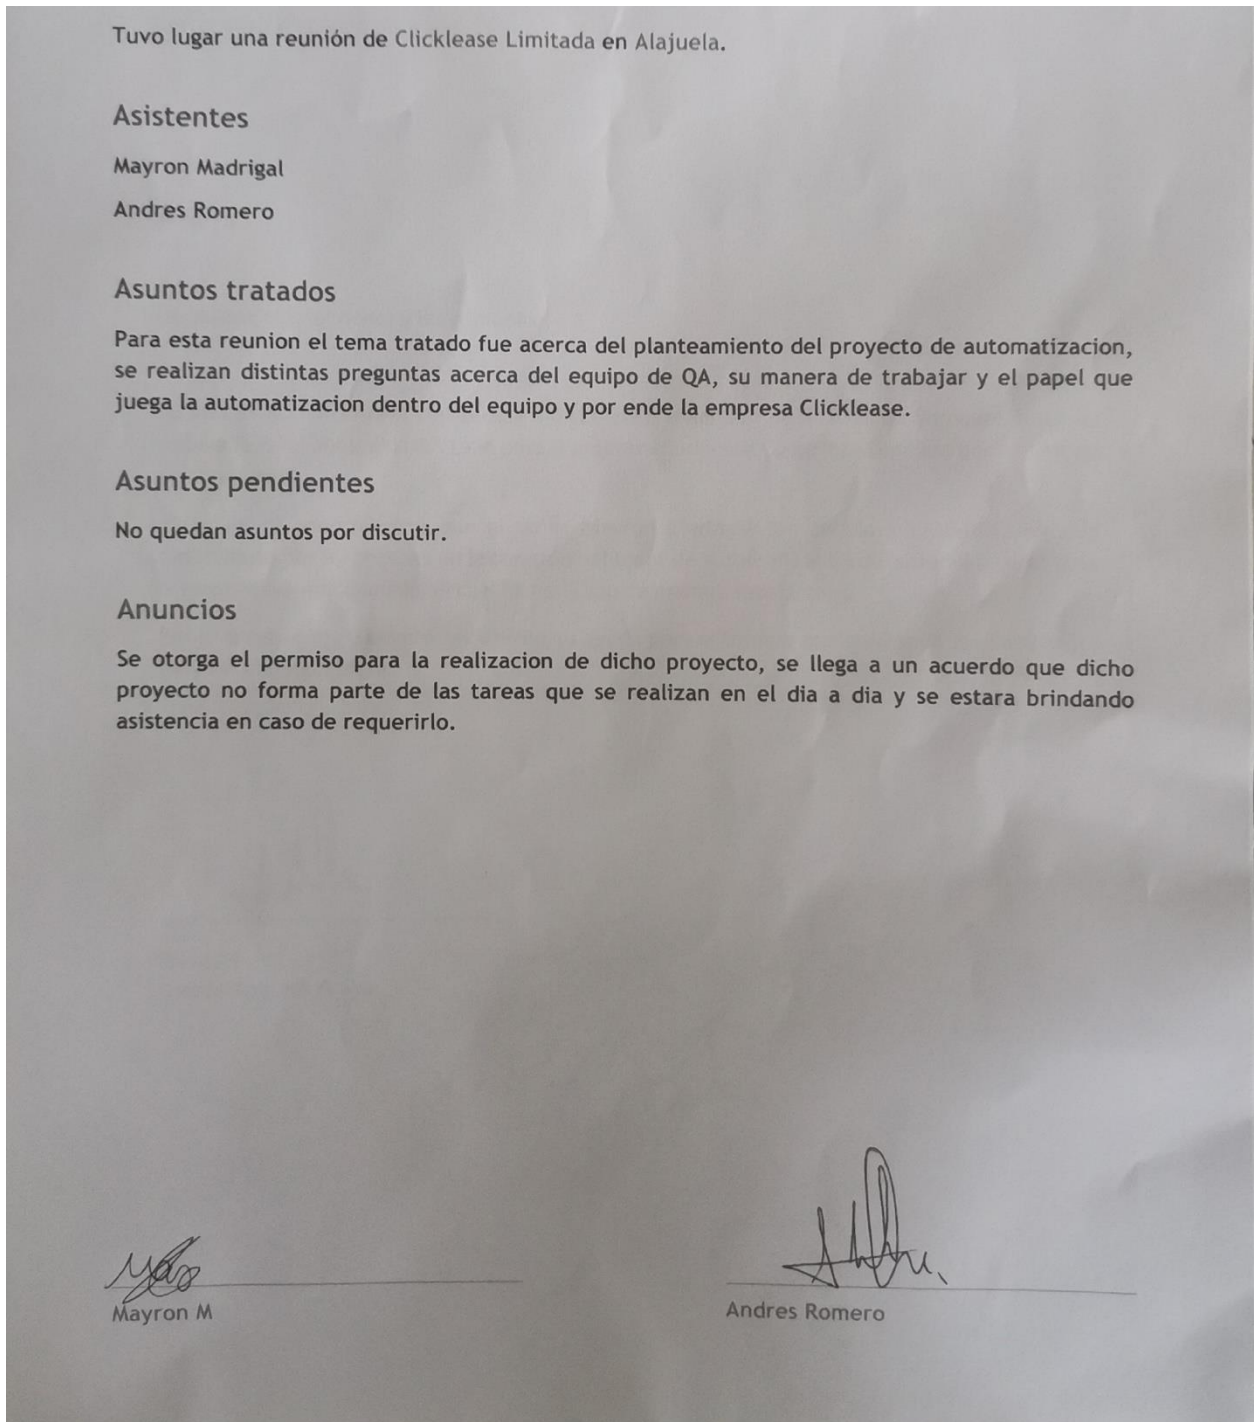 Tuvo lugar una reunión de Clicklease Limitada en Alajuela.
Asistentes
Mayron Madrigal
Andres Romero
Asuntos tratados
Para esta reunion el tema tratado fue acerca del planteamiento del proyecto de automatizacion,
se realizan distintas preguntas acerca del equipo de QA, su manera de trabajar y el papel que
juega la automatizacion dentro del equipo y por ende la empresa Clicklease.
Asuntos pendientes
No quedan asuntos por discutir.
Anuncios
Se otorga el permiso para la realizacion de dicho proyecto, se llega a un acuerdo que dicho
proyecto no forma parte de las tareas que se realizan en el dia a dia y se estara brindando
asistencia en caso de requerirlo.
Mayron M
Andres Romero